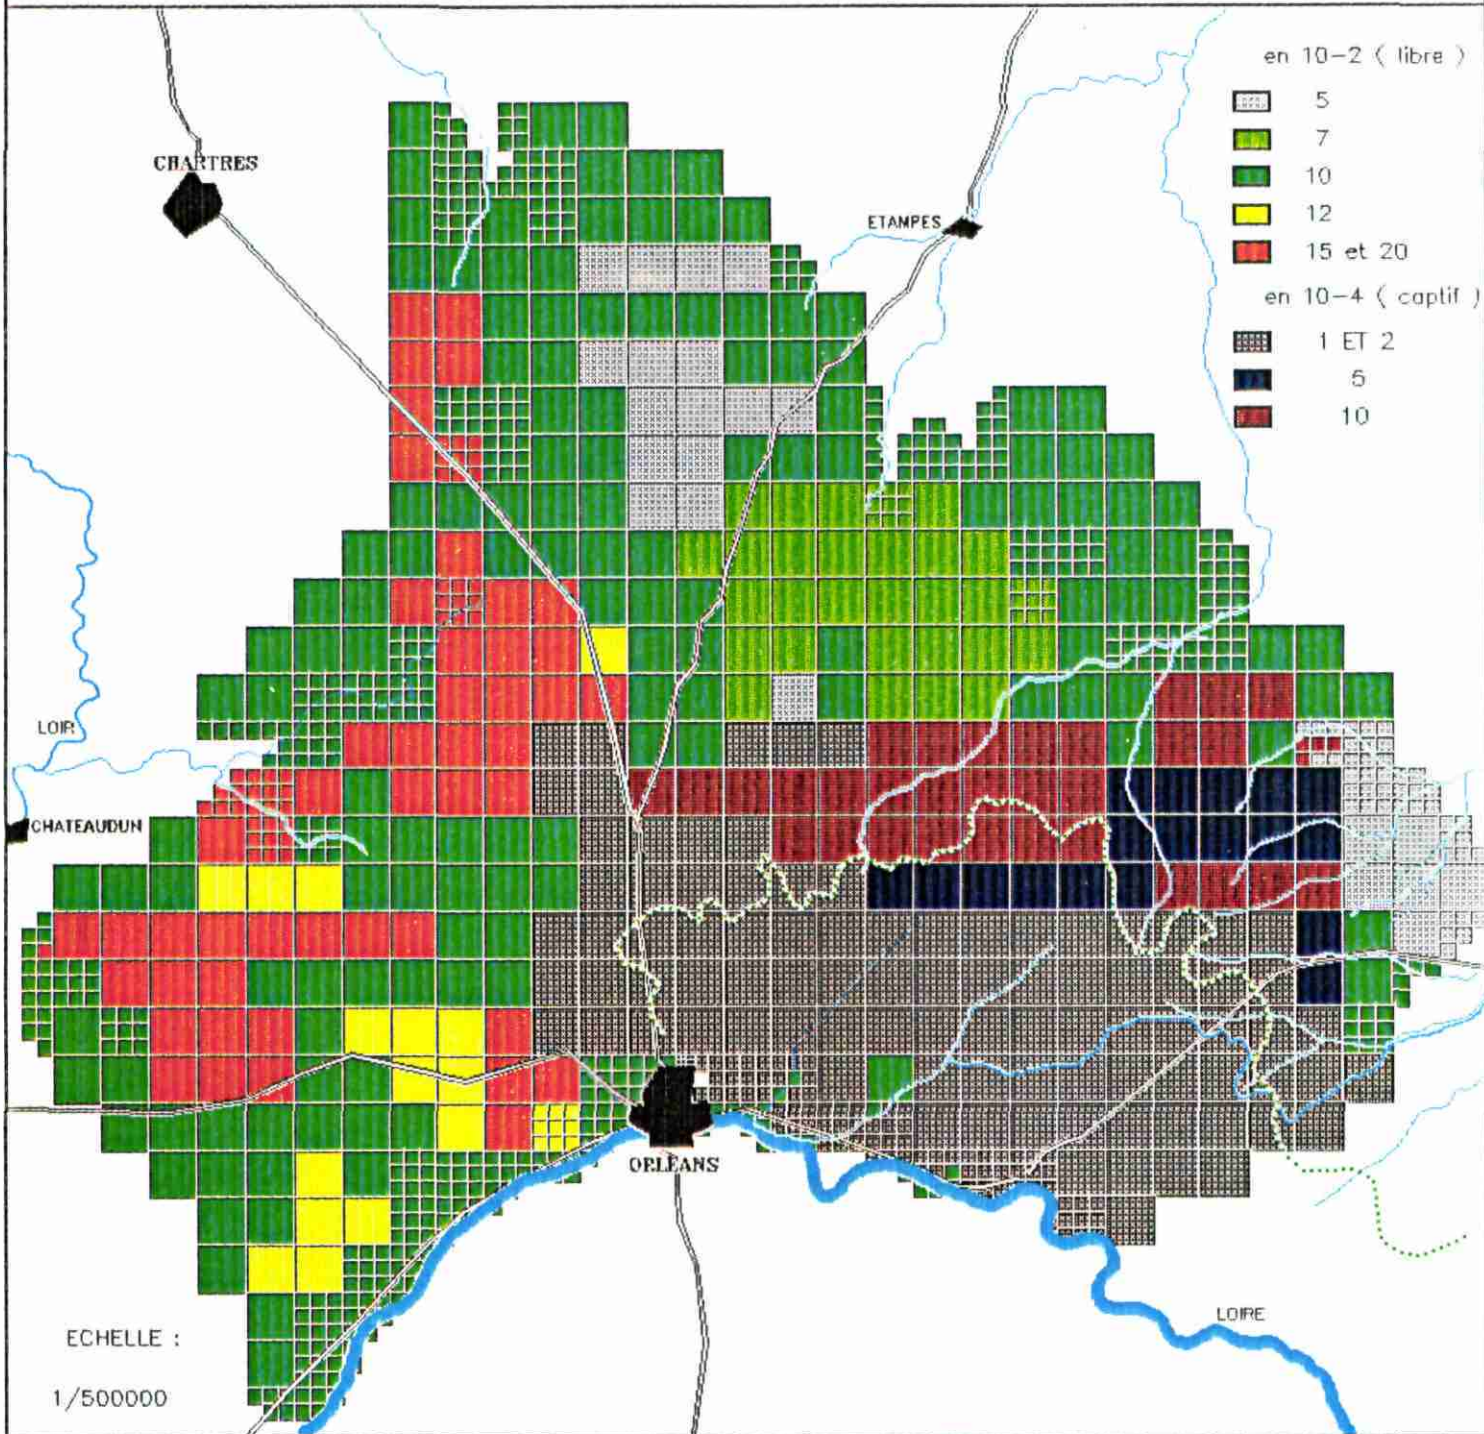 en 10-2 ( libre )
5
7
10
12
15 et 20
en 10-4 ( captif )
1 ET 2
5
10
CHARTRES
ETAMPES
LOIR
CHATEAUDUN
ORLEANS
LOIRE
ECHELLE :
1/500000